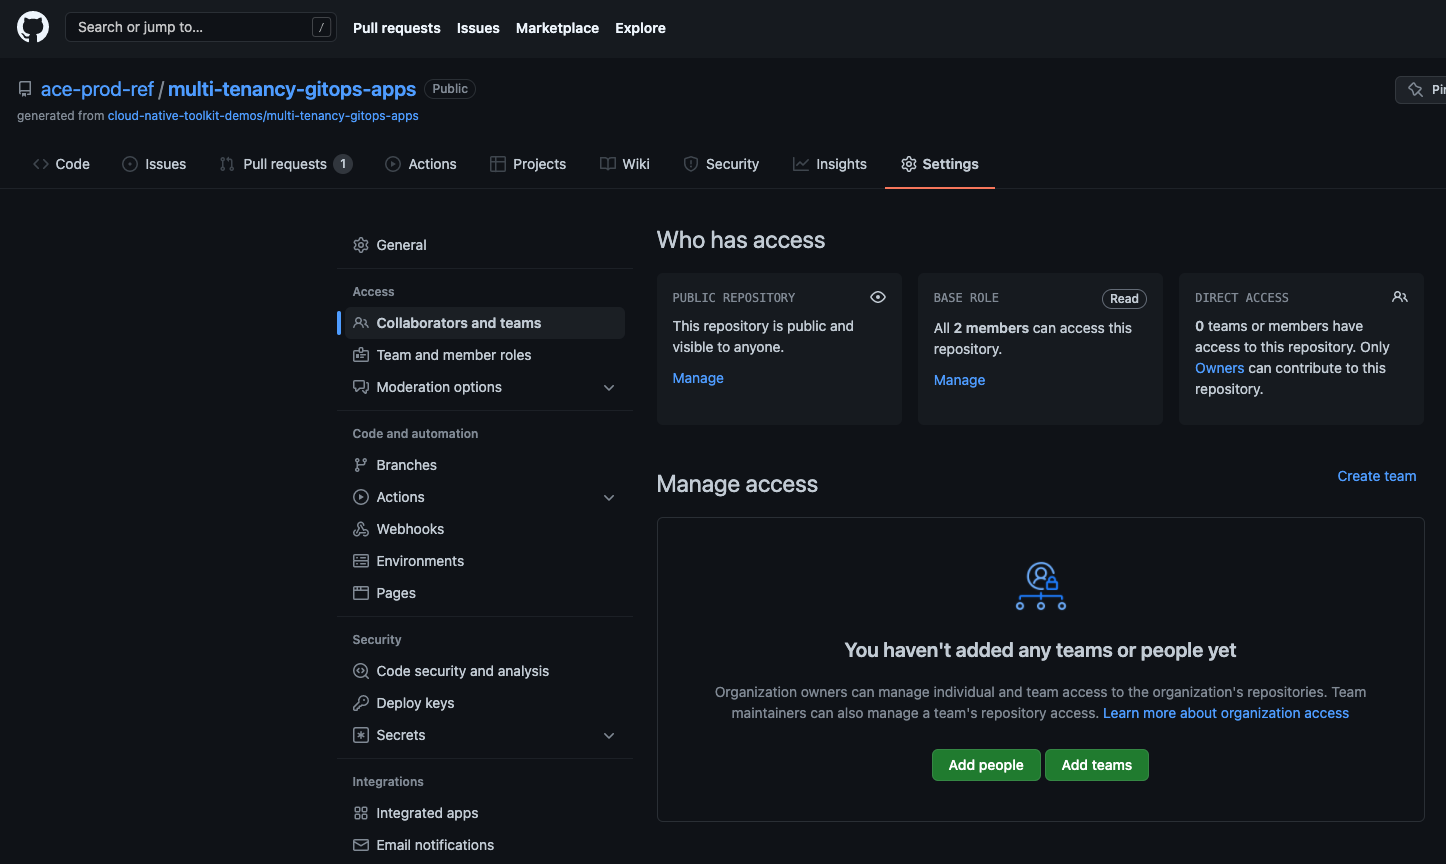 Search or jump to... /
Pull requests Issues Marketplace Explore
ace-prod-ref / multi-tenancy-gitops-apps Public
generated from cloud-native-toolkit-demos/multi-tenancy-gitops-apps
Code Issues Pull requests 1 Actions Projects Wiki Security Insights Settings
General
Access
Collaborators and teams
Team and member roles
Moderation options
Code and automation
Branches
Actions
Webhooks
Environments
Pages
Security
Code security and analysis
Deploy keys
Secrets
Integrations
Integrated apps
Email notifications
Who has access
PUBLIC REPOSITORY
This repository is public and
visible to anyone.
Manage
BASE ROLE Read
All 2 members can access this
repository.
Manage
DIRECT ACCESS
0 teams or members have
access to this repository. Only
Owners can contribute to this
repository.
Manage access
Create team
You haven't added any teams or people yet
Organization owners can manage individual and team access to the organization's repositories. Team
maintainers can also manage a team's repository access. Learn more about organization access
Add people Add teams